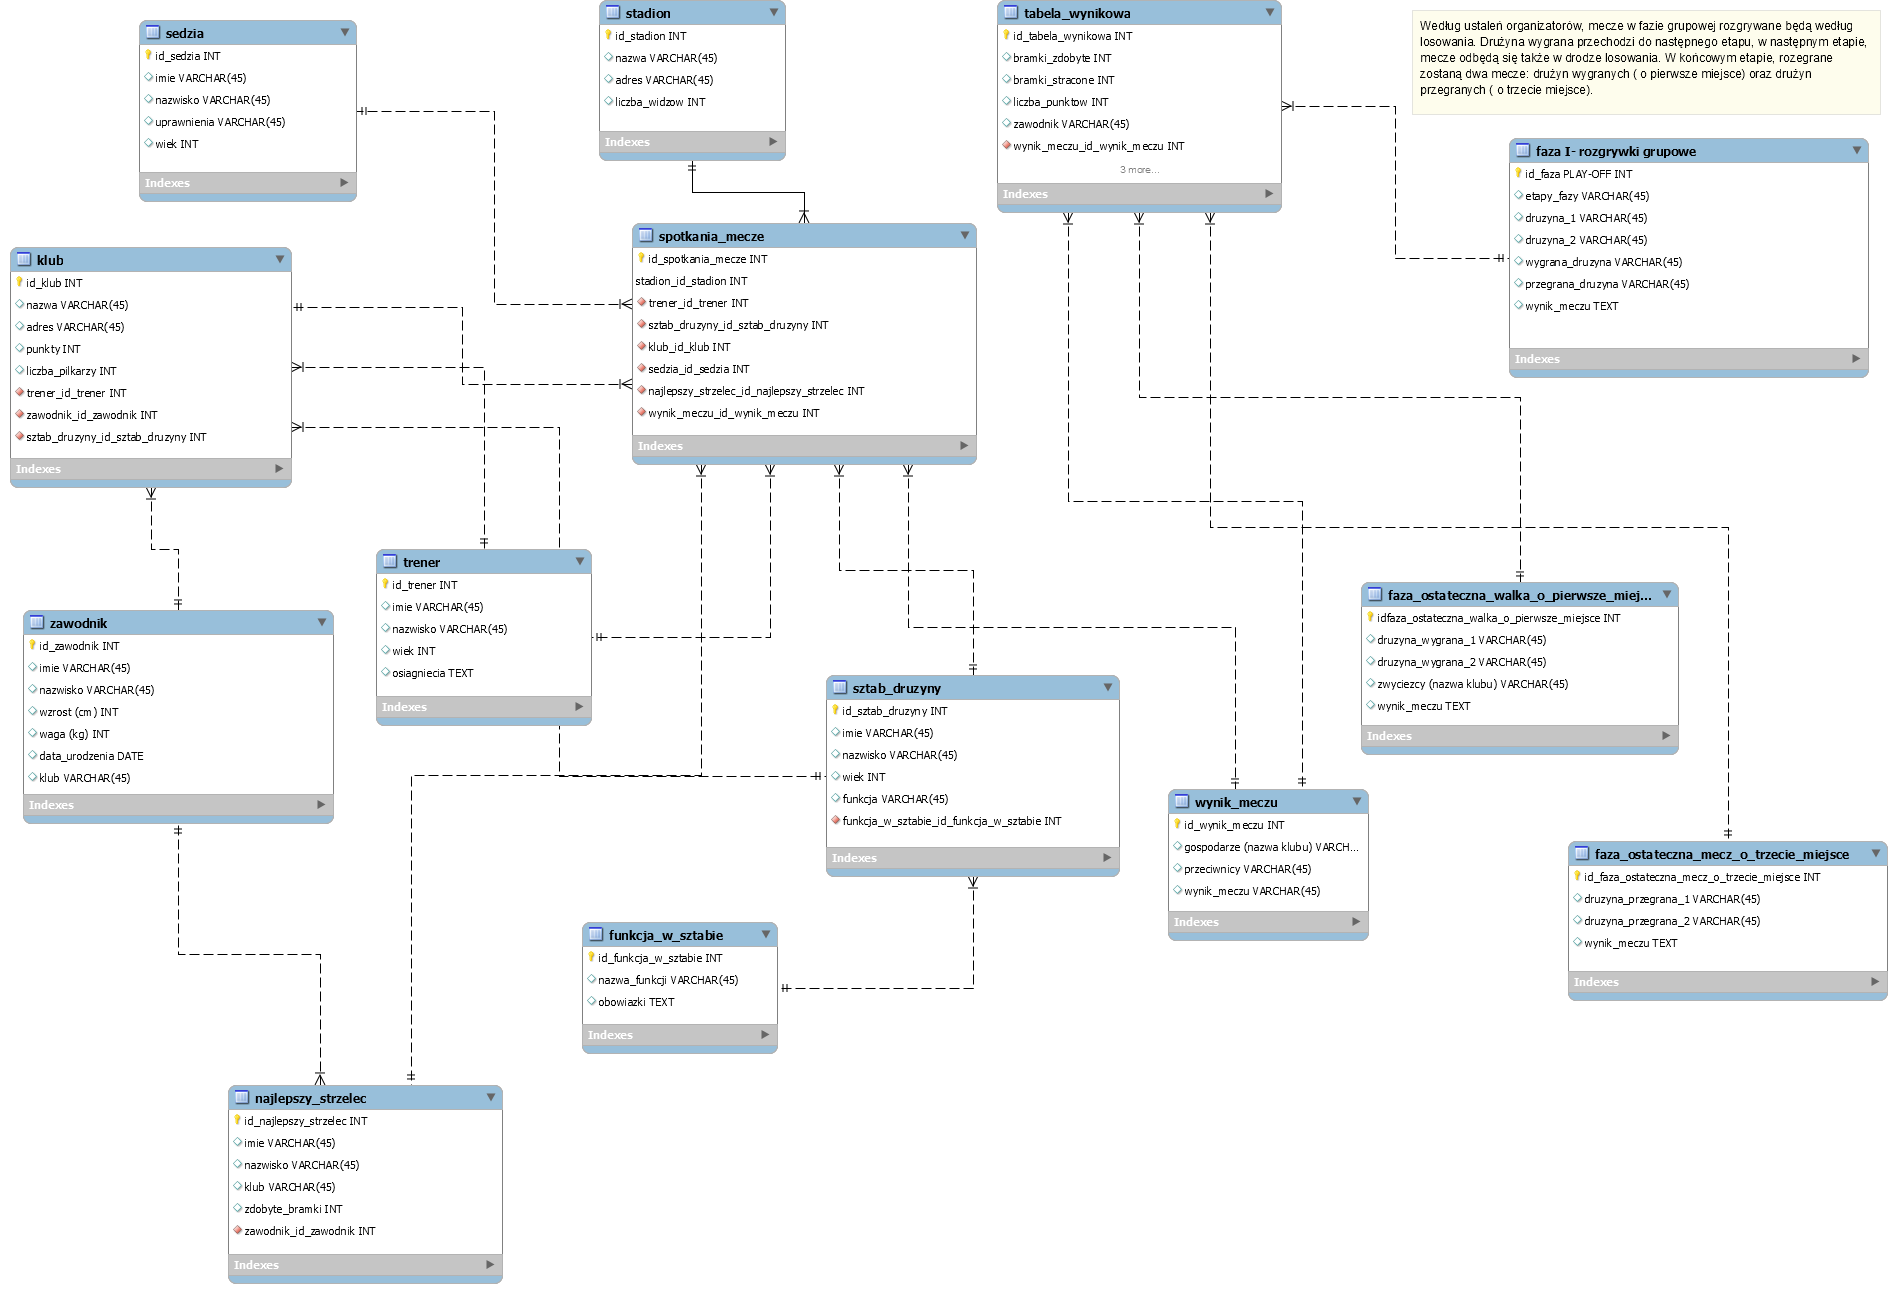 sedzia
id_sedzia INT
imie VARCHAR(45)
nazwisko VARCHAR(45)
uprawnienia VARCHAR(45)
wiek INT
Indexes
stadion
id_stadion INT
nazwa VARCHAR(45)
adres VARCHAR(45)
liczba_widzow INT
Indexes
tabela_wynikowa
id_tabela_wynikowa INT
bramki_zdobyte INT
bramki_stracone INT
liczba_punktow INT
zawodnik VARCHAR(45)
wynik_meczu_id_wynik_meczu INT
3 more...
Indexes
Według ustaleń organizatorów, mecze w fazie grupowej rozgrywane będą według
losowania. Drużyna wygrana przechodzi do następnego etapu, w następnym etapie,
mecze odbędą się także w drodze losowania. W końcowym etapie, rozegrane
zostaną dwa mecze: drużyn wygranych ( o pierwsze miejsce) oraz drużyn
przegranych ( o trzecie miejsce).
faza I- rozgrywki grupowe
id_faza PLAY-OFF INT
etapy_fazy VARCHAR(45)
druzyna_1 VARCHAR(45)
druzyna_2 VARCHAR(45)
wygrana_druzyna VARCHAR(45)
przegrana_druzyna VARCHAR(45)
wynik_meczu TEXT
Indexes
klub
id_klub INT
nazwa VARCHAR(45)
adres VARCHAR(45)
punkty INT
liczba_pilkarzy INT
trener_id_trener INT
zawodnik_id_zawodnik INT
sztab_druzyny_id_sztab_druzyny INT
Indexes
spotkania_mecze
id_spotkania_mecze INT
stadion_id_stadion INT
trener_id_trener INT
sztab_druzyny_id_sztab_druzyny INT
klub_id_klub INT
sedzia_id_sedzia INT
najlepszy_strzelec_id_najlepszy_strzelec INT
wynik_meczu_id_wynik_meczu INT
Indexes
trener
id_trener INT
imie VARCHAR(45)
nazwisko VARCHAR(45)
wiek INT
osiagniecia TEXT
Indexes
zawodnik
id_zawodnik INT
imie VARCHAR(45)
nazwisko VARCHAR(45)
wzrost (cm) INT
waga (kg) INT
data_urodzenia DATE
klub VARCHAR(45)
Indexes
sztab_druzyny
id_sztab_druzyny INT
imie VARCHAR(45)
nazwisko VARCHAR(45)
wiek INT
funkcja VARCHAR(45)
funkcja_w_sztabie_id_funkcja_w_sztabie INT
Indexes
faza_ostateczna_walka_o_pierwsze_miej...
idfaza_ostateczna_walka_o_pierwsze_miejsce INT
druzyna_wygrana_1 VARCHAR(45)
druzyna_wygrana_2 VARCHAR(45)
zwyciezcy (nazwa klubu) VARCHAR(45)
wynik_meczu TEXT
Indexes
wynik_meczu
id_wynik_meczu INT
gospodarze (nazwa klubu) VARCH...
przeciwnicy VARCHAR(45)
wynik_meczu VARCHAR(45)
Indexes
faza_ostateczna_mecz_o_trzecie_miejsce
id_faza_ostateczna_mecz_o_trzecie_miejsce INT
druzyna_przegrana_1 VARCHAR(45)
druzyna_przegrana_2 VARCHAR(45)
wynik_meczu TEXT
Indexes
funkcja_w_sztabie
id_funkcja_w_sztabie INT
nazwa_funkcji VARCHAR(45)
obowiazki TEXT
Indexes
najlepszy_strzelec
id_najlepszy_strzelec INT
imie VARCHAR(45)
nazwisko VARCHAR(45)
klub VARCHAR(45)
zdobyte_bramki INT
zawodnik_id_zawodnik INT
Indexes